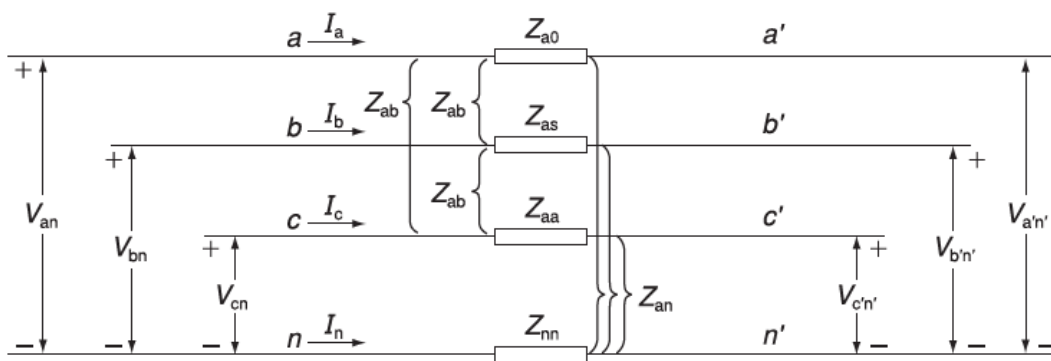 a I_a Z_a0 a'
+
Z_ab Z_ab
b I_b Z_as b'
+ +
Z_ab
V_an c I_c Z_aa c' V_a'n'
V_bn + + V_b'n'
V_cn Z_an V_c'n'
n I_n Z_nn n'
− − − − − −